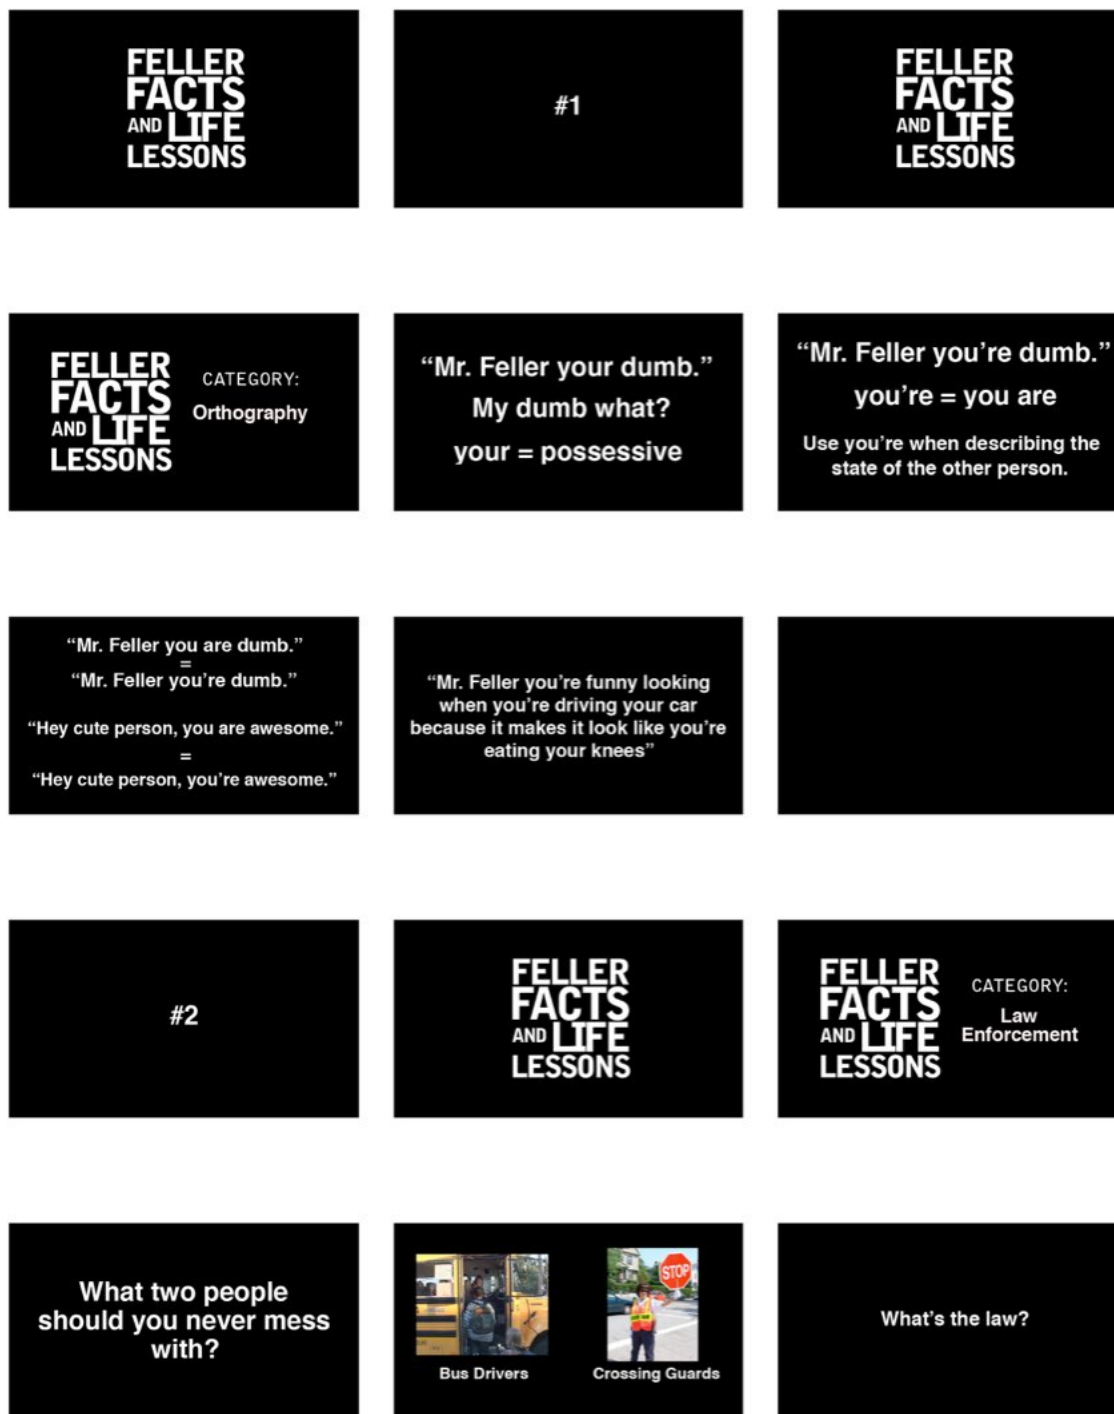 FELLER
FACTS
AND LIFE
LESSONS
#1
FELLER
FACTS
AND LIFE
LESSONS
FELLER
FACTS
AND LIFE
LESSONS
CATEGORY:
Orthography
“Mr. Feller your dumb.”
My dumb what?
your = possessive
“Mr. Feller you’re dumb.”
you’re = you are
Use you’re when describing the
state of the other person.
“Mr. Feller you are dumb.”
=
“Mr. Feller you’re dumb.”
“Hey cute person, you are awesome.”
=
“Hey cute person, you’re awesome.”
“Mr. Feller you’re funny looking
when you’re driving your car
because it makes it look like you’re
eating your knees”
#2
FELLER
FACTS
AND LIFE
LESSONS
FELLER
FACTS
AND LIFE
LESSONS
CATEGORY:
Law
Enforcement
What two people
should you never mess
with?
Bus Drivers
STOP
Crossing Guards
What’s the law?